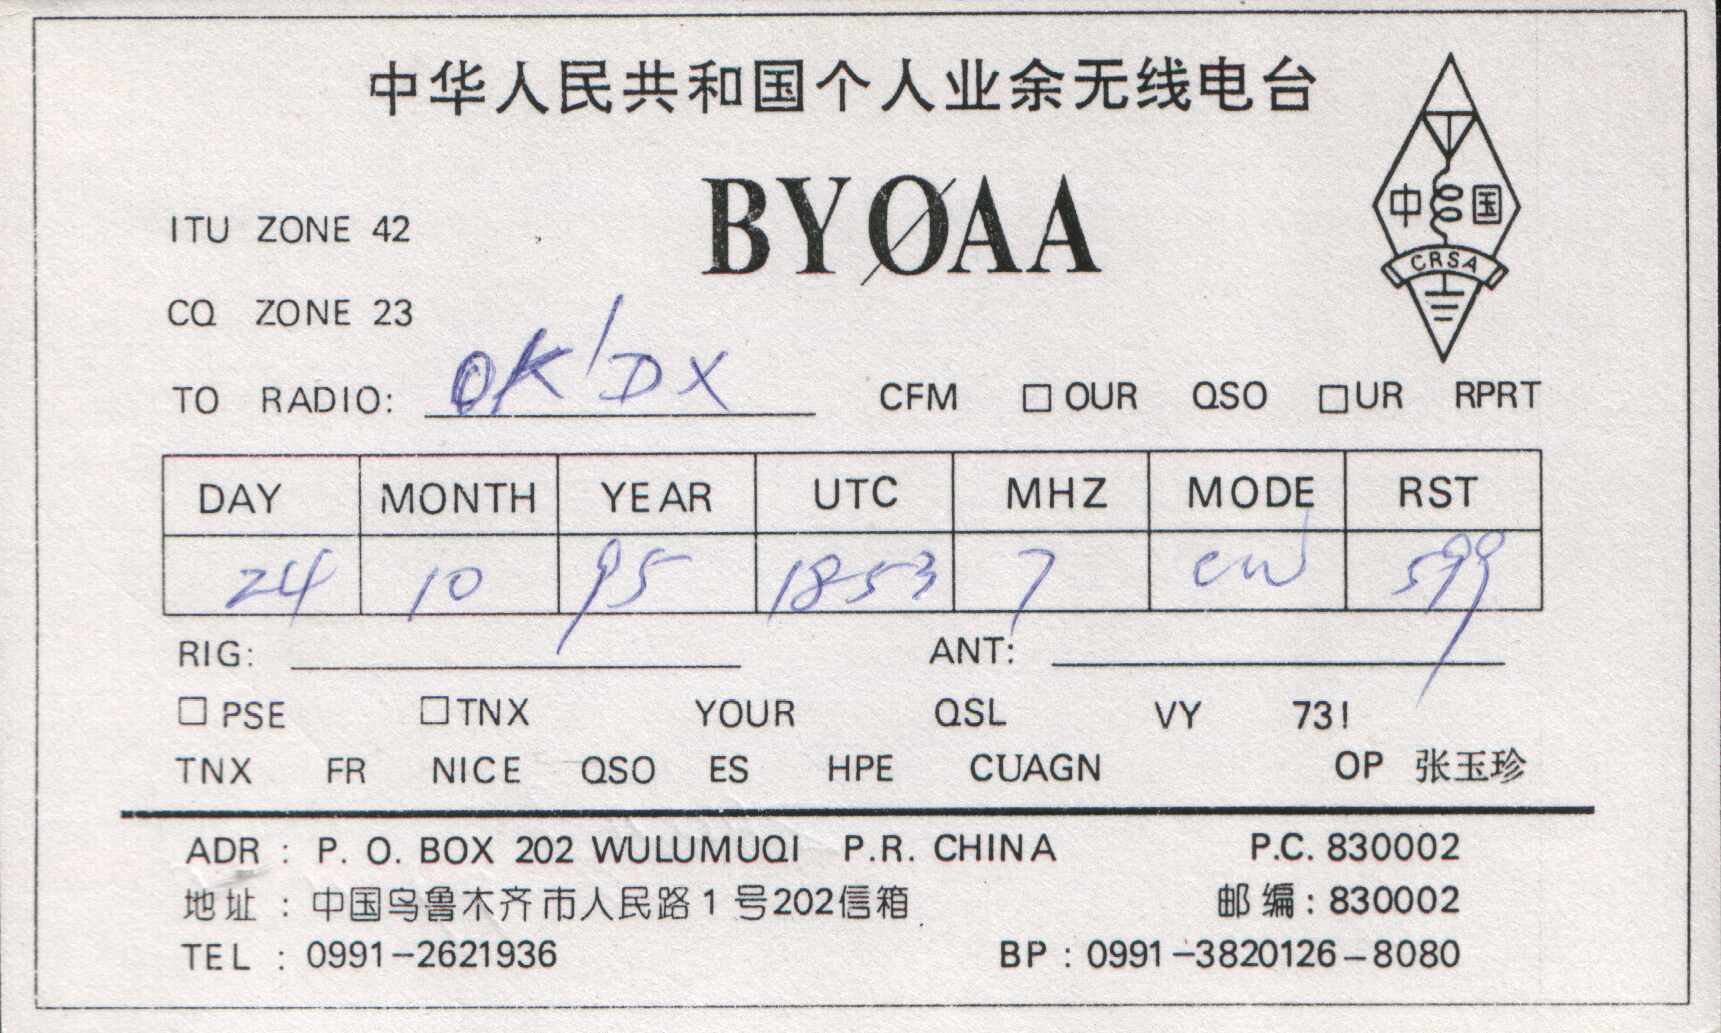 中华人民共和国个人业余无线电台
BYØAA
中 国
CRSA
ITU ZONE 42
CQ ZONE 23
TO RADIO: OK1DX CFM □ OUR QSO □ UR RPRT
DAY MONTH YEAR UTC MHZ MODE RST
24 10 95 1853 7 CW 599
RIG: ANT:
□ PSE □ TNX YOUR QSL VY 73!
TNX FR NICE QSO ES HPE CUAGN OP 张玉珍
ADR : P. O. BOX 202 WULUMUQI P.R. CHINA P.C. 830002
地址 : 中国乌鲁木齐市人民路1号202信箱 邮编: 830002
TEL : 0991-2621936 BP : 0991-3820126-8080